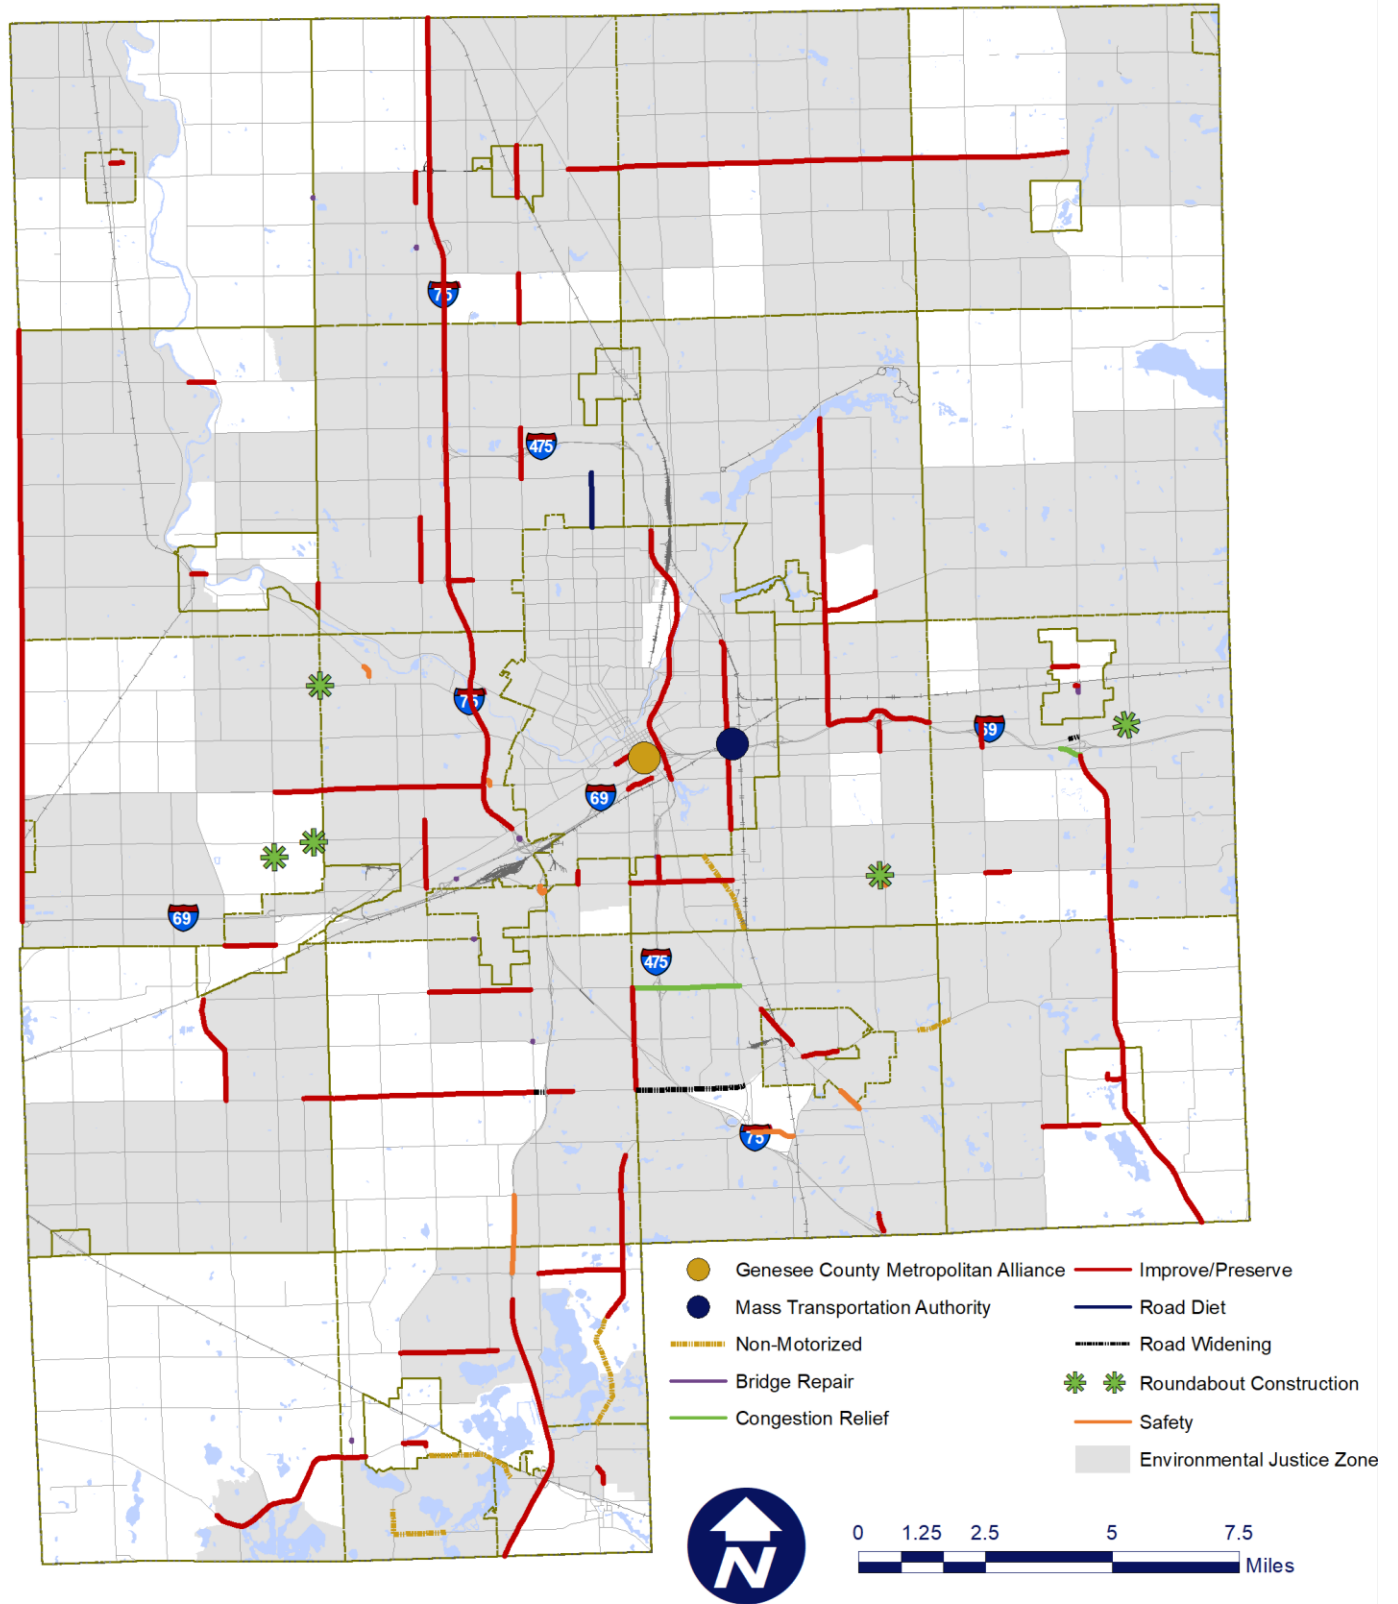 75
475
75
69
69
69
475
75
Genesee County Metropolitan Alliance
Improve/Preserve
Mass Transportation Authority
Road Diet
Non-Motorized
Road Widening
Bridge Repair
Roundabout Construction
Congestion Relief
Safety
Environmental Justice Zone
N
0 1.25 2.5 5 7.5
Miles